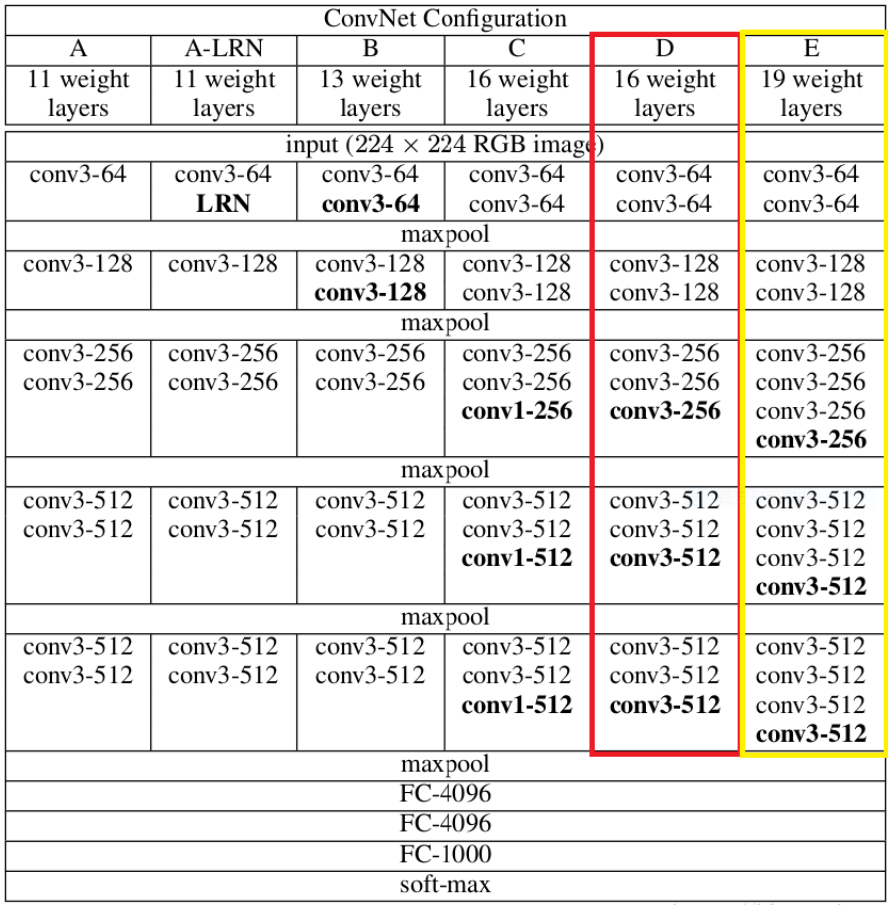 ConvNet Configuration
A A-LRN B C D E
11 weight 11 weight 13 weight 16 weight 16 weight 19 weight
layers layers layers layers layers layers
input (224 × 224 RGB image)
conv3-64 conv3-64 conv3-64 conv3-64 conv3-64 conv3-64
LRN conv3-64 conv3-64 conv3-64 conv3-64
maxpool
conv3-128 conv3-128 conv3-128 conv3-128 conv3-128 conv3-128
conv3-128 conv3-128 conv3-128 conv3-128
maxpool
conv3-256 conv3-256 conv3-256 conv3-256 conv3-256 conv3-256
conv3-256 conv3-256 conv3-256 conv3-256 conv3-256 conv3-256
conv1-256 conv3-256 conv3-256
conv3-256
maxpool
conv3-512 conv3-512 conv3-512 conv3-512 conv3-512 conv3-512
conv3-512 conv3-512 conv3-512 conv3-512 conv3-512 conv3-512
conv1-512 conv3-512 conv3-512
conv3-512
maxpool
conv3-512 conv3-512 conv3-512 conv3-512 conv3-512 conv3-512
conv3-512 conv3-512 conv3-512 conv3-512 conv3-512 conv3-512
conv1-512 conv3-512 conv3-512
conv3-512
maxpool
FC-4096
FC-4096
FC-1000
soft-max